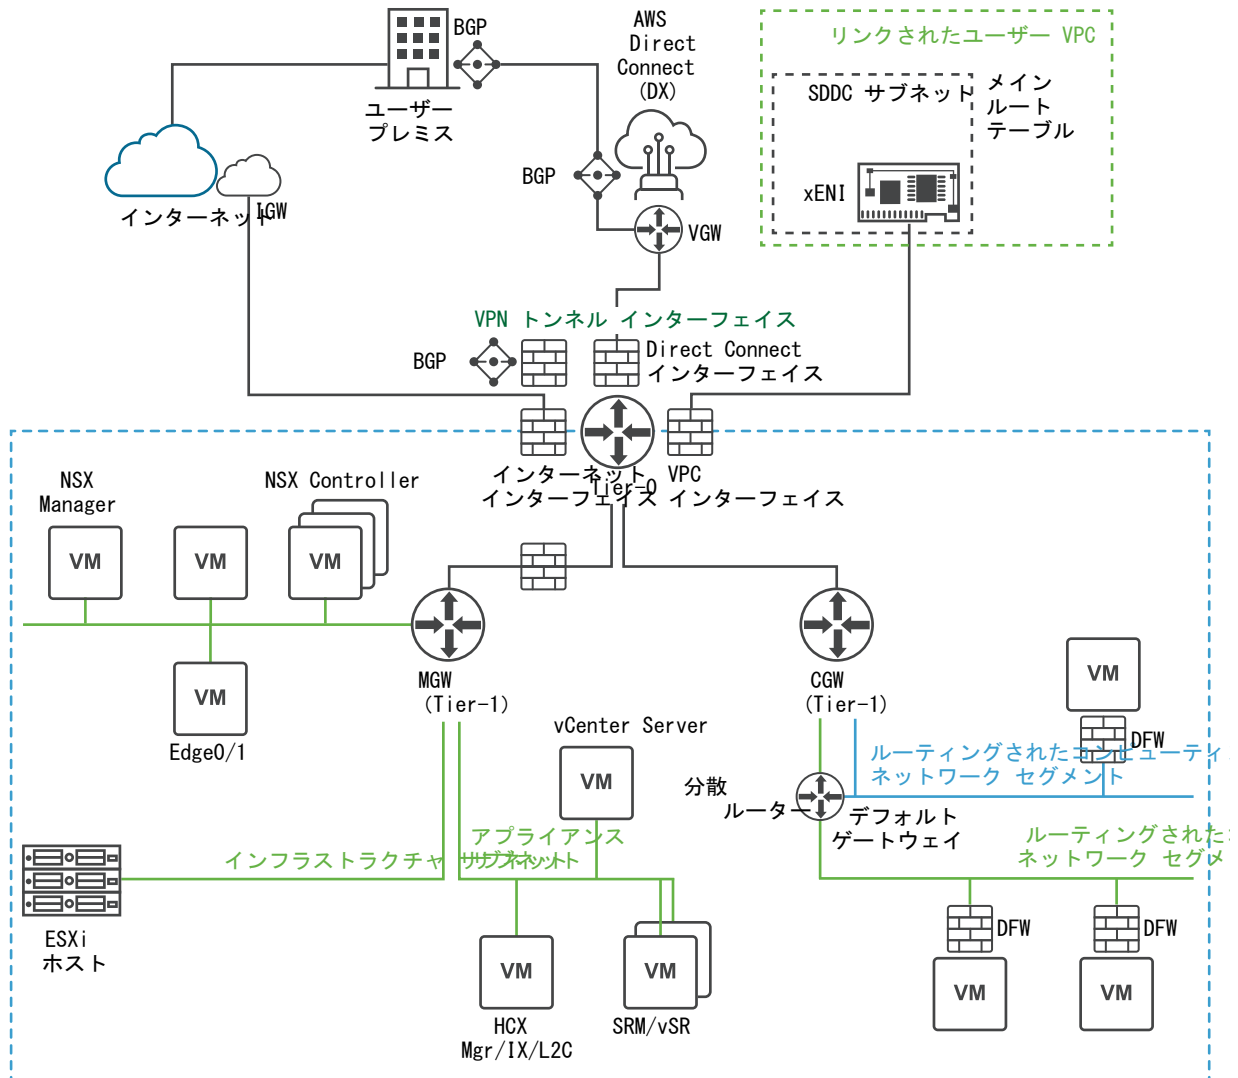 BGP
AWS
Direct
Connect
(DX)
リンクされたユーザー VPC
SDDC サブネット
メイン
ルート
テーブル
ユーザー
プレミス
BGP
xENI
インターネット
IGW
VGW
VPN トンネル インターフェイス
BGP
Direct Connect
インターフェイス
インターネット
インターフェイス
Tier-0
VPC
インターフェイス
NSX
Manager
NSX Controller
VM
VM
VM
VM
Edge0/1
MGW
(Tier-1)
CGW
(Tier-1)
VM
DFW
vCenter Server
VM
ルーティングされたコンピューティ
ネットワーク セグメント
分散
ルーター
デフォルト
ゲートウェイ
アプライアンス
サブネット
インフラストラクチャ サブネット
ルーティングされた
ネットワーク セグメ
ESXi
ホスト
DFW
DFW
VM
VM
VM
VM
HCX
Mgr/IX/L2C
SRM/vSR